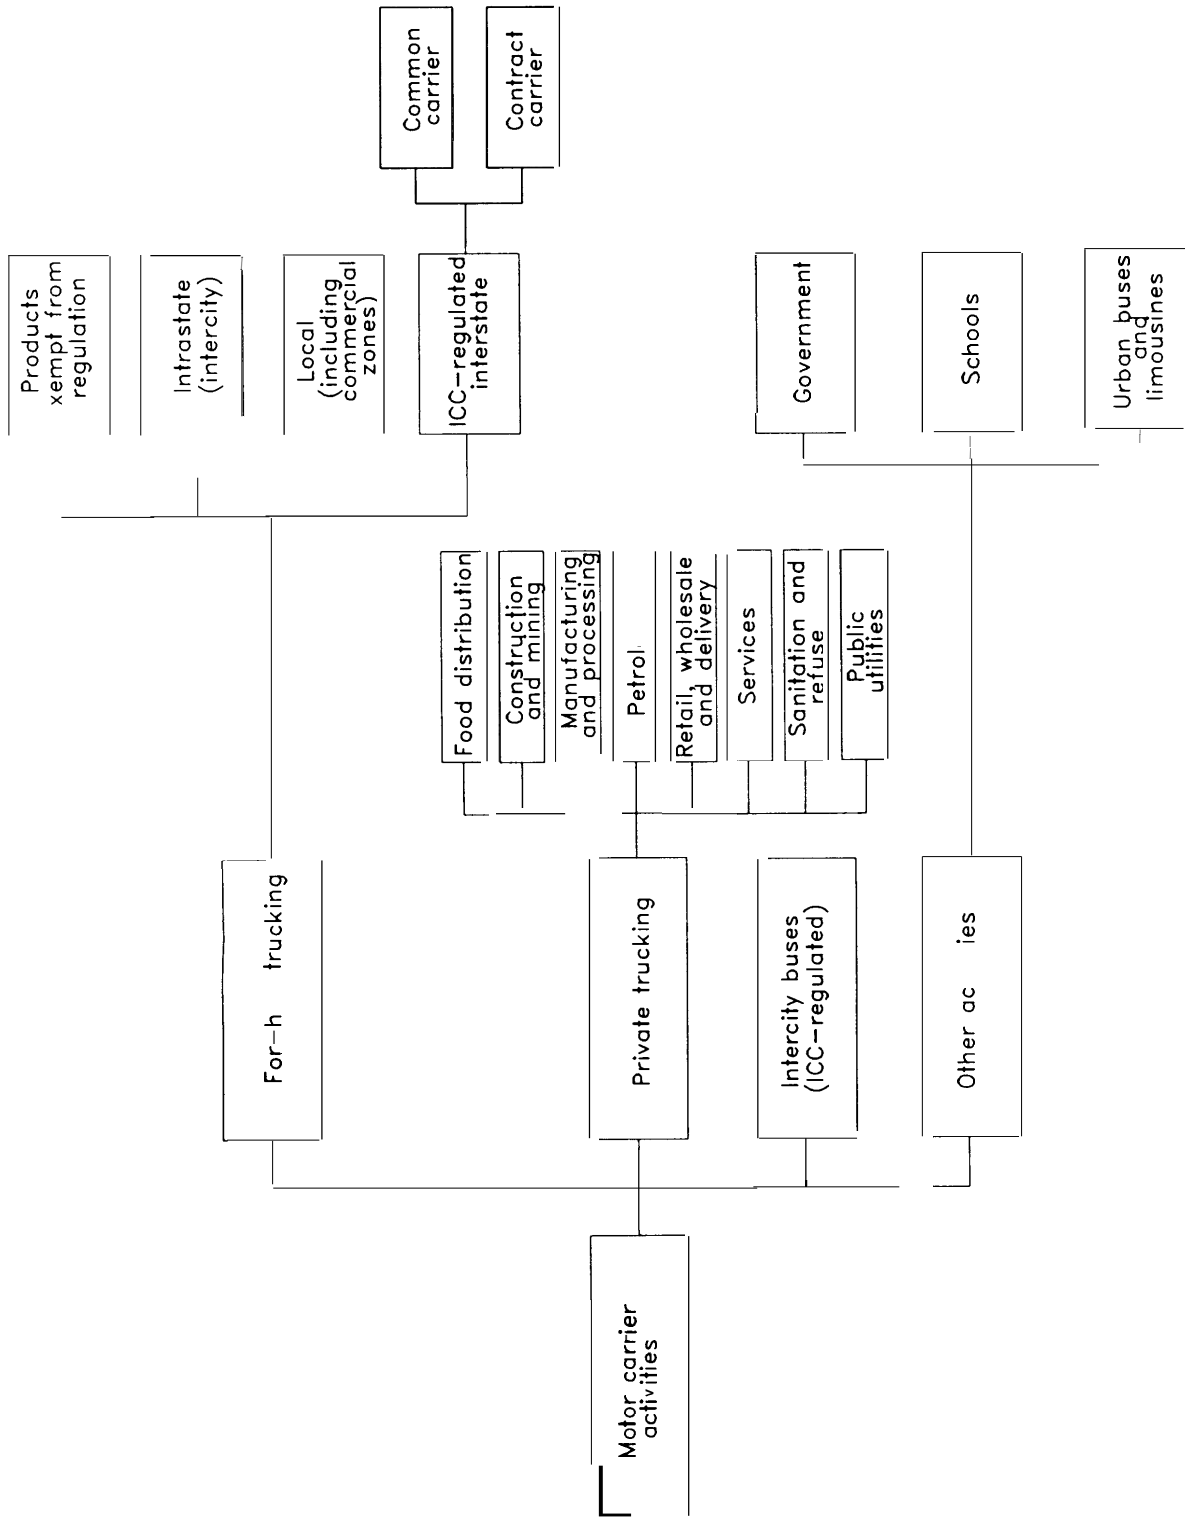 Motor carrier
activities
For-h trucking
Private trucking
Intercity buses
(ICC-regulated)
Other ac ies
Products
xempt from
regulation
Intrastate
(intercity)
Local
(including
commercial
zones)
ICC-regulated
interstate
Common
carrier
Contract
carrier
Food distribution
Construction
and mining
Manufacturing
and processing
Petrol
Retail, wholesale
and delivery
Services
Sanitation and
refuse
Public
utilities
Government
Schools
Urban buses
and
limousines